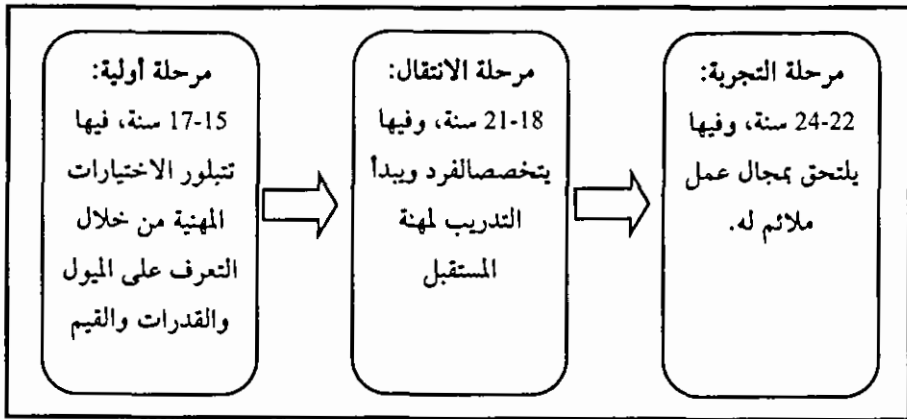 مرحلة أولية:
17-15 سنة، فيها
تتبلور الاختيارات
المهنية من خلال
التعرف على الميول
والقدرات والقيم
مرحلة الانتقال:
21-18 سنة، وفيها
يتخصصالفرد ويبدأ
التدريب لمهنة
المستقبل
مرحلة التجربة:
24-22 سنة، وفيها
يلتحق بمجال عمل
ملائم له.